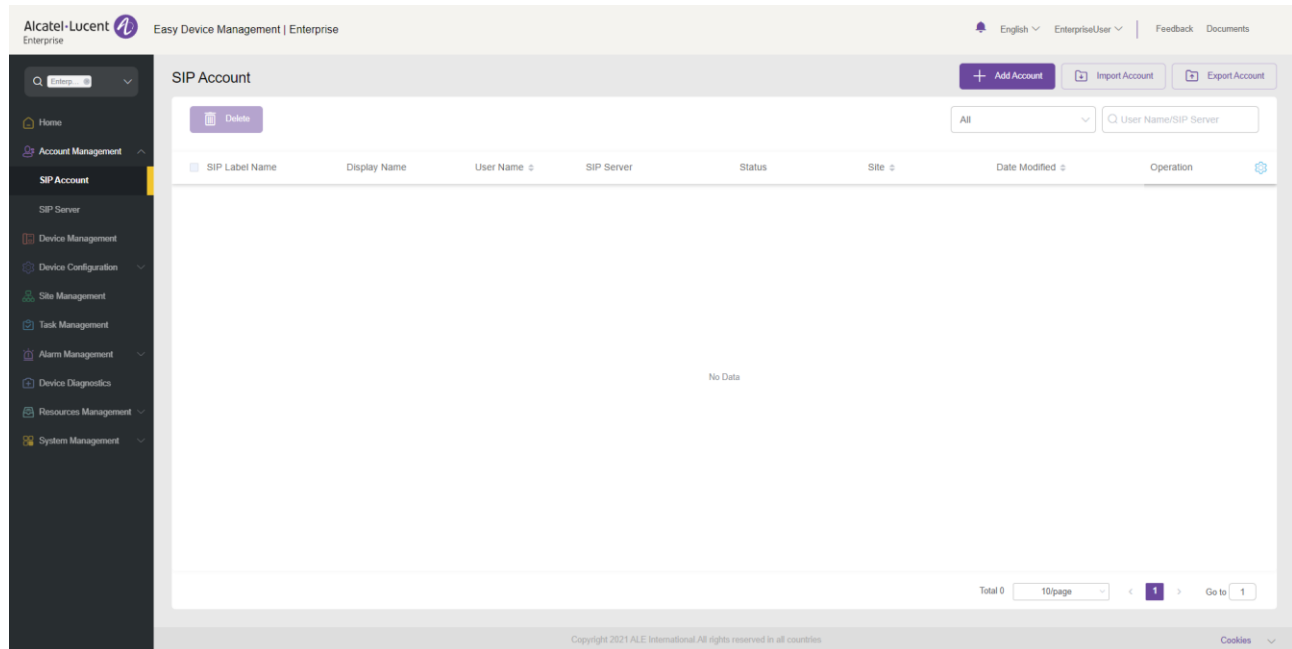 Alcatel·Lucent
Enterprise
Easy Device Management | Enterprise
English
EnterpriseUser
Feedback
Documents
Enterp...
Home
Account Management
SIP Account
SIP Server
Device Management
Device Configuration
Site Management
Task Management
Alarm Management
Device Diagnostics
Resources Management
System Management
SIP Account
Add Account
Import Account
Export Account
Delete
All
User Name/SIP Server
SIP Label Name
Display Name
User Name
SIP Server
Status
Site
Date Modified
Operation
No Data
Total 0
10/page
<
1
>
Go to
1
Copyright 2021 ALE International.All rights reserved in all countries
Cookies